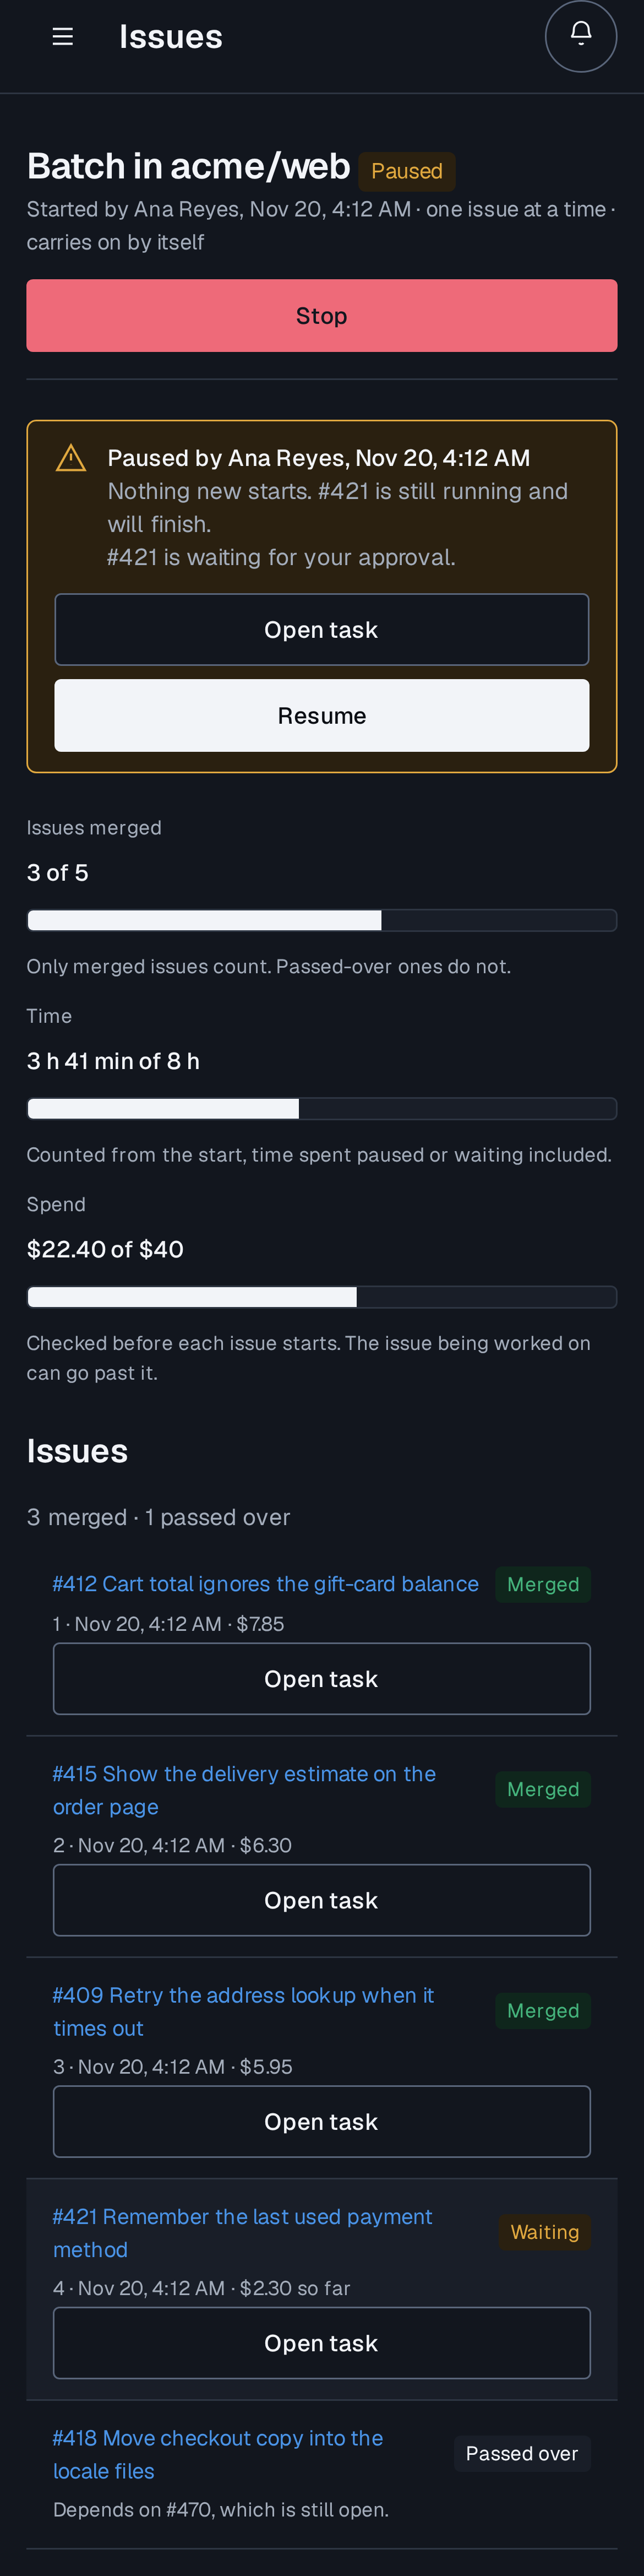 Issues
Batch in acme/web Paused
Started by Ana Reyes, Nov 20, 4:12 AM · one issue at a time ·
carries on by itself
Stop
Paused by Ana Reyes, Nov 20, 4:12 AM
Nothing new starts. #421 is still running and
will finish.
#421 is waiting for your approval.
Open task
Resume
Issues merged
3 of 5
Only merged issues count. Passed-over ones do not.
Time
3 h 41 min of 8 h
Counted from the start, time spent paused or waiting included.
Spend
$22.40 of $40
Checked before each issue starts. The issue being worked on
can go past it.
Issues
3 merged · 1 passed over
#412 Cart total ignores the gift-card balance Merged
1 · Nov 20, 4:12 AM · $7.85
Open task
#415 Show the delivery estimate on the
order page
Merged
2 · Nov 20, 4:12 AM · $6.30
Open task
#409 Retry the address lookup when it
times out
Merged
3 · Nov 20, 4:12 AM · $5.95
Open task
#421 Remember the last used payment
method
Waiting
4 · Nov 20, 4:12 AM · $2.30 so far
Open task
#418 Move checkout copy into the
locale files
Passed over
Depends on #470, which is still open.